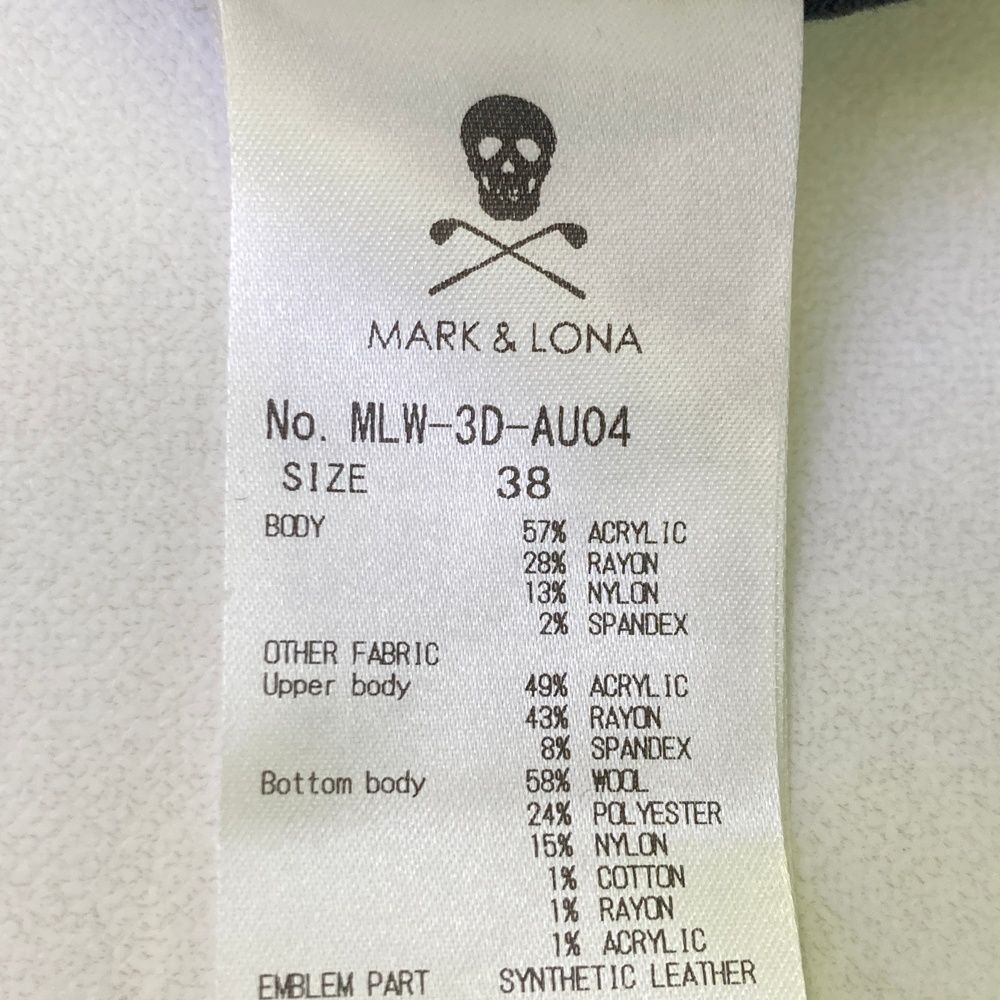 MARK & LONA
No. MLW-3D-AU04
SIZE 38
BODY 57% ACRYLIC
28% RAYON
13% NYLON
2% SPANDEX
OTHER FABRIC
Upper body 49% ACRYLIC
43% RAYON
8% SPANDEX
Bottom body 58% WOOL
24% POLYESTER
15% NYLON
1% COTTON
1% RAYON
1% ACRYLIC
EMBLEM PART SYNTHETIC LEATHER